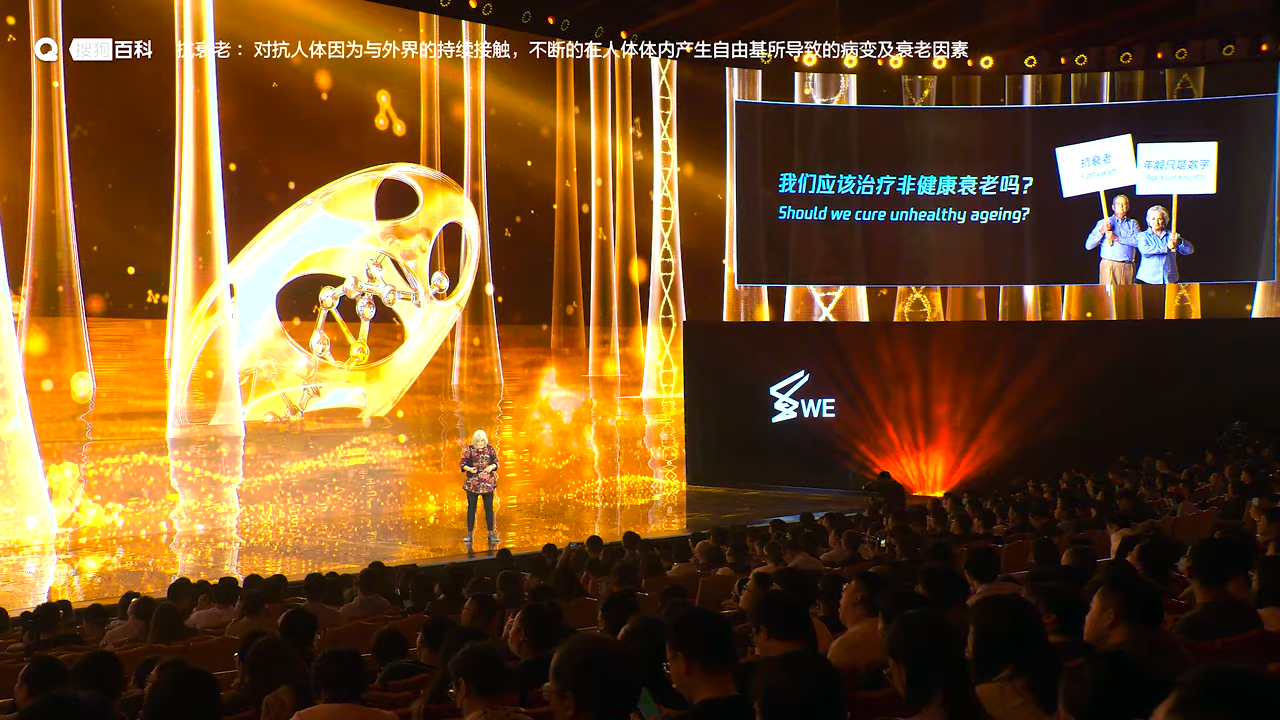 搜狗百科 抗衰老：对抗人体因为与外界的持续接触，不断的在人体体内产生自由基所导致的病变及衰老因素
我们应该治疗非健康衰老吗?
Should we cure unhealthy ageing?
抗衰老
年龄只是数字
WE